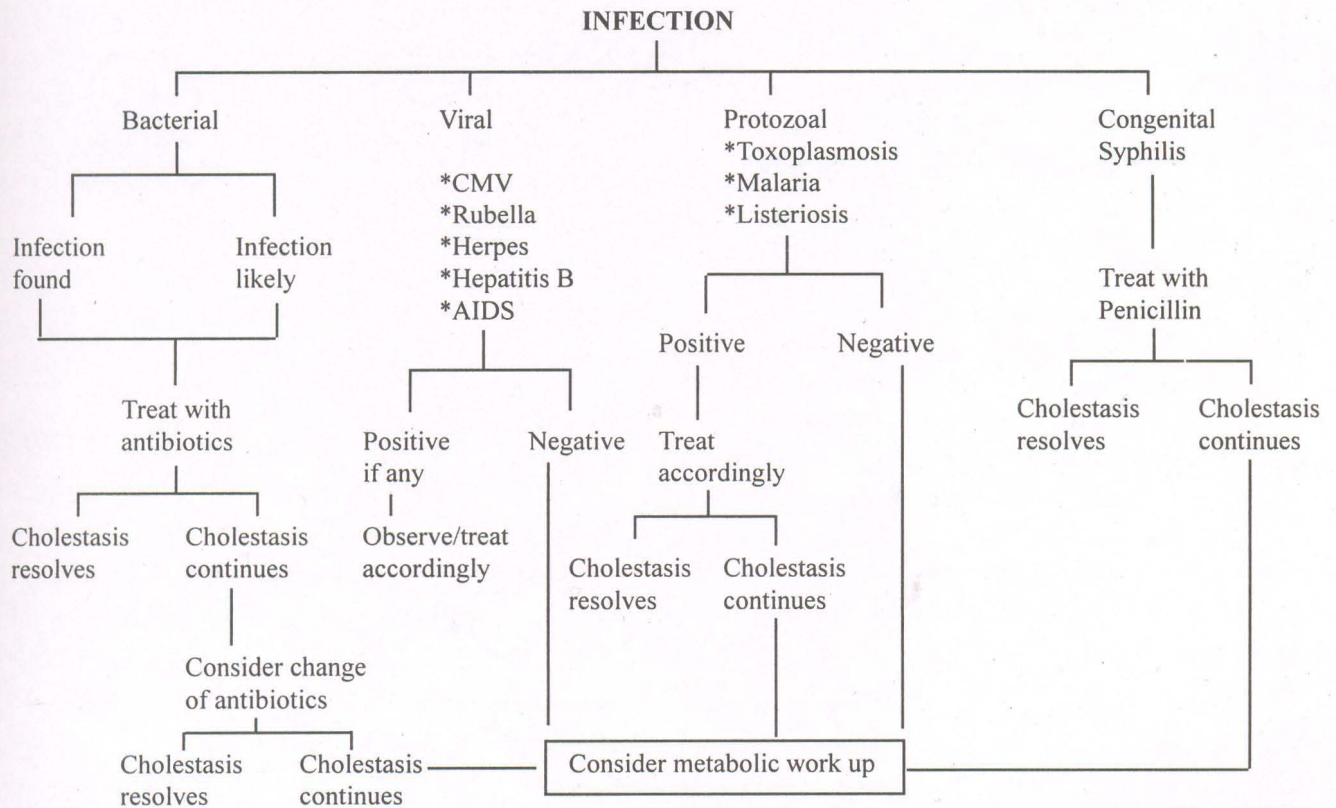 INFECTION
Bacterial
Viral
Protozoal
Congenital
Syphilis
*Toxoplasmosis
*Malaria
*Listeriosis
*CMV
*Rubella
*Herpes
*Hepatitis B
*AIDS
Infection
found
Infection
likely
Treat with
Penicillin
Positive
Negative
Treat with
antibiotics
Positive
if any
Negative
Treat
accordingly
Cholestasis
resolves
Cholestasis
continues
Cholestasis
resolves
Cholestasis
continues
Observe/treat
accordingly
Cholestasis
resolves
Cholestasis
continues
Consider change
of antibiotics
Cholestasis
resolves
Cholestasis
continues
Consider metabolic work up